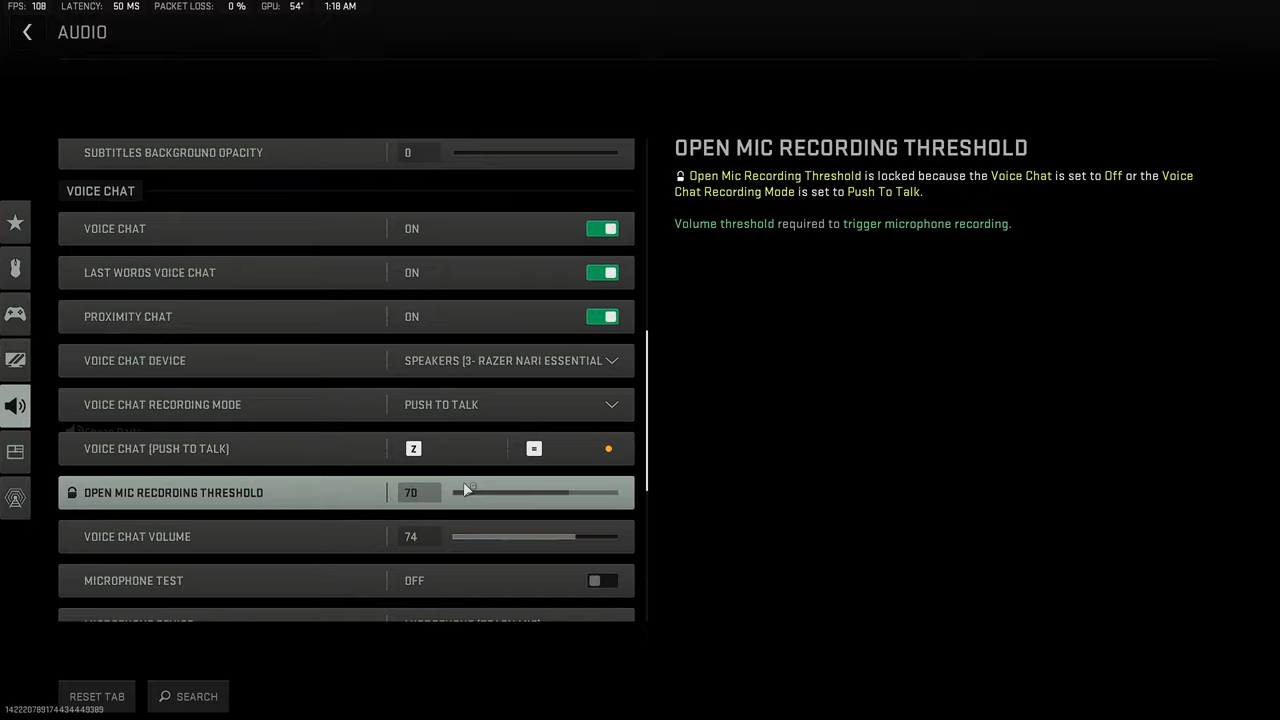 FPS: 108 LATENCY: 50 MS PACKET LOSS: 0 % GPU: 54° 1:18 AM
AUDIO
SUBTITLES BACKGROUND OPACITY 0
VOICE CHAT
VOICE CHAT ON
LAST WORDS VOICE CHAT ON
PROXIMITY CHAT ON
VOICE CHAT DEVICE SPEAKERS [3- RAZER NARI ESSENTIAL
VOICE CHAT RECORDING MODE PUSH TO TALK
VOICE CHAT [PUSH TO TALK] Z =
OPEN MIC RECORDING THRESHOLD 70
VOICE CHAT VOLUME 74
MICROPHONE TEST OFF
OPEN MIC RECORDING THRESHOLD
Open Mic Recording Threshold is locked because the Voice Chat is set to Off or the Voice
Chat Recording Mode is set to Push To Talk.
Volume threshold required to trigger microphone recording.
RESET TAB SEARCH